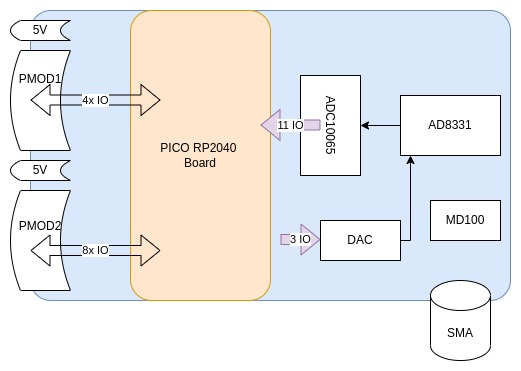 5V
PMOD1
4x IO
5V
PMOD2
8x IO
PICO RP2040
Board
11 IO
ADC10065
AD8331
3 IO
DAC
MD100
SMA